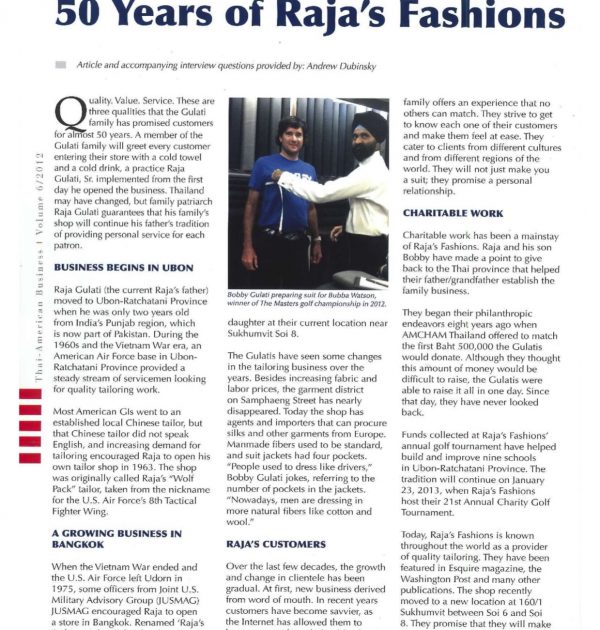 50 Years of Raja's Fashions
Article and accompanying interview questions provided by: Andrew Dubinsky
Thai-American Business | Volume 6/2012
Quality. Value. Service. These are
three qualities that the Gulati
family has promised customers
for almost 50 years. A member of the
Gulati family will greet every customer
entering their store with a cold towel
and a cold drink, a practice Raja
Gulati, Sr. implemented from the first
day he opened the business. Thailand
may have changed, but family patriarch
Raja Gulati guarantees that his family's
shop will continue his father's tradition
of providing personal service for each
patron.
BUSINESS BEGINS IN UBON
Raja Gulati (the current Raja's father)
moved to Ubon-Ratchatani Province
when he was only two years old
from India's Punjab region, which
is now part of Pakistan. During the
1960s and the Vietnam War era, an
American Air Force base in Ubon-
Ratchatani Province provided a
steady stream of servicemen looking
for quality tailoring work.
Most American GIs went to an
established local Chinese tailor, but
that Chinese tailor did not speak
English, and increasing demand for
tailoring encouraged Raja to open his
own tailor shop in 1963. The shop
was originally called Raja's "Wolf
Pack" tailor, taken from the nickname
for the U.S. Air Force's 8th Tactical
Fighter Wing.
A GROWING BUSINESS IN
BANGKOK
When the Vietnam War ended and
the U.S. Air Force left Udorn in
1975, some officers from Joint U.S.
Military Advisory Group (JUSMAG)
JUSMAG encouraged Raja to open
a store in Bangkok. Renamed 'Raja's
Bobby Gulati preparing suit for Bubba Watson,
winner of The Masters golf championship in 2012.
daughter at their current location near
Sukhumvit Soi 8.
The Gulatis have seen some changes
in the tailoring business over the
years. Besides increasing fabric and
labor prices, the garment district
on Samphaeng Street has nearly
disappeared. Today the shop has
agents and importers that can procure
silks and other garments from Europe.
Manmade fibers used to be standard,
and suit jackets had four pockets.
"People used to dress like drivers,"
Bobby Gulati jokes, referring to the
number of pockets in the jackets.
"Nowadays, men are dressing in
more natural fibers like cotton and
wool."
RAJA'S CUSTOMERS
Over the last few decades, the growth
and change in clientele has been
gradual. At first, new business derived
from word of mouth. In recent years
customers have become savvier, as
the Internet has allowed them to
family offers an experience that no
others can match. They strive to get
to know each one of their customers
and make them feel at ease. They
cater to clients from different cultures
and from different regions of the
world. They will not just make you
a suit; they promise a personal
relationship.
CHARITABLE WORK
Charitable work has been a mainstay
of Raja's Fashions. Raja and his son
Bobby have made a point to give
back to the Thai province that helped
their father/grandfather establish the
family business.
They began their philanthropic
endeavors eight years ago when
AMCHAM Thailand offered to match
the first Baht 500,000 the Gulatis
would donate. Although they thought
this amount of money would be
difficult to raise, the Gulatis were
able to raise it all in one day. Since
that day, they have never looked
back.
Funds collected at Raja's Fashions'
annual golf tournament have helped
build and improve nine schools
in Ubon-Ratchatani Province. The
tradition will continue on January
23, 2013, when Raja's Fashions
host their 21st Annual Charity Golf
Tournament.
Today, Raja's Fashions is known
throughout the world as a provider
of quality tailoring. They have been
featured in Esquire magazine, the
Washington Post and many other
publications. The shop recently
moved to a new location at 160/1
Sukhumvit between Soi 6 and Soi
8. They promise that they will make